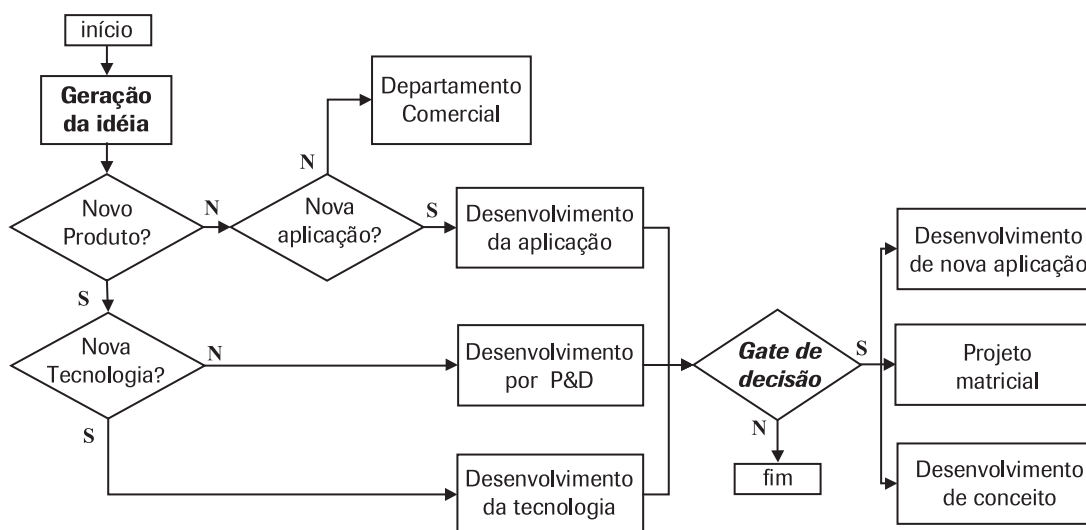 início
Geração
da idéia
Departamento
Comercial
N
Novo
Produto?
N
Nova
aplicação?
S
Desenvolvimento
da aplicação
Desenvolvimento
de nova aplicação
S
Nova
Tecnologia?
N
Desenvolvimento
por P&D
Gate de
decisão
S
Projeto
matricial
N
S
fim
Desenvolvimento
da tecnologia
Desenvolvimento
de conceito